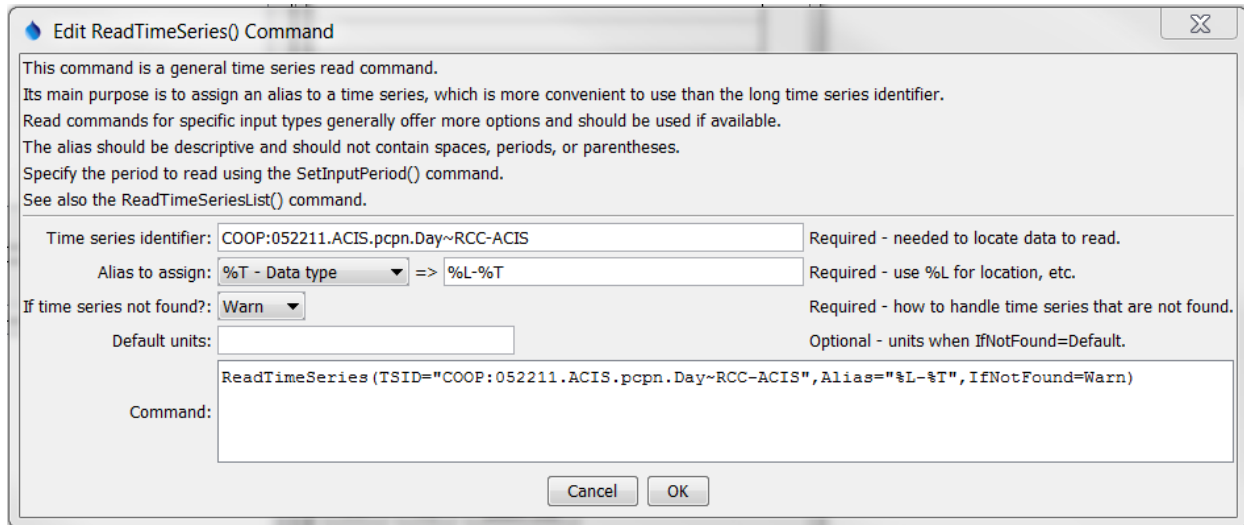 Edit ReadTimeSeries() Command
This command is a general time series read command.
Its main purpose is to assign an alias to a time series, which is more convenient to use than the long time series identifier.
Read commands for specific input types generally offer more options and should be used if available.
The alias should be descriptive and should not contain spaces, periods, or parentheses.
Specify the period to read using the SetInputPeriod() command.
See also the ReadTimeSeriesList() command.
Time series identifier: COOP:052211.ACIS.pcpn.Day~RCC-ACIS Required - needed to locate data to read.
Alias to assign: %T - Data type => %L-%T Required - use %L for location, etc.
If time series not found?: Warn Required - how to handle time series that are not found.
Default units: Optional - units when IfNotFound=Default.
ReadTimeSeries(TSID="COOP:052211.ACIS.pcpn.Day~RCC-ACIS",Alias="%L-%T",IfNotFound=Warn)
Command:
Cancel OK